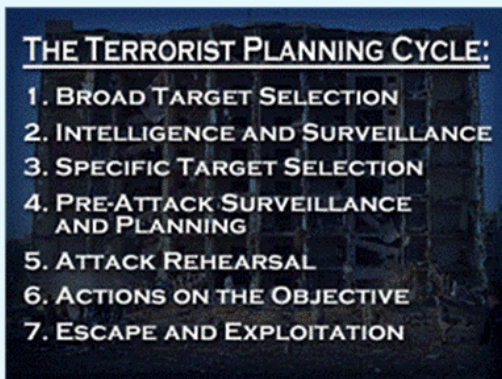 THE TERRORIST PLANNING CYCLE:
1. BROAD TARGET SELECTION
2. INTELLIGENCE AND SURVEILLANCE
3. SPECIFIC TARGET SELECTION
4. PRE-ATTACK SURVEILLANCE
AND PLANNING
5. ATTACK REHEARSAL
6. ACTIONS ON THE OBJECTIVE
7. ESCAPE AND EXPLOITATION